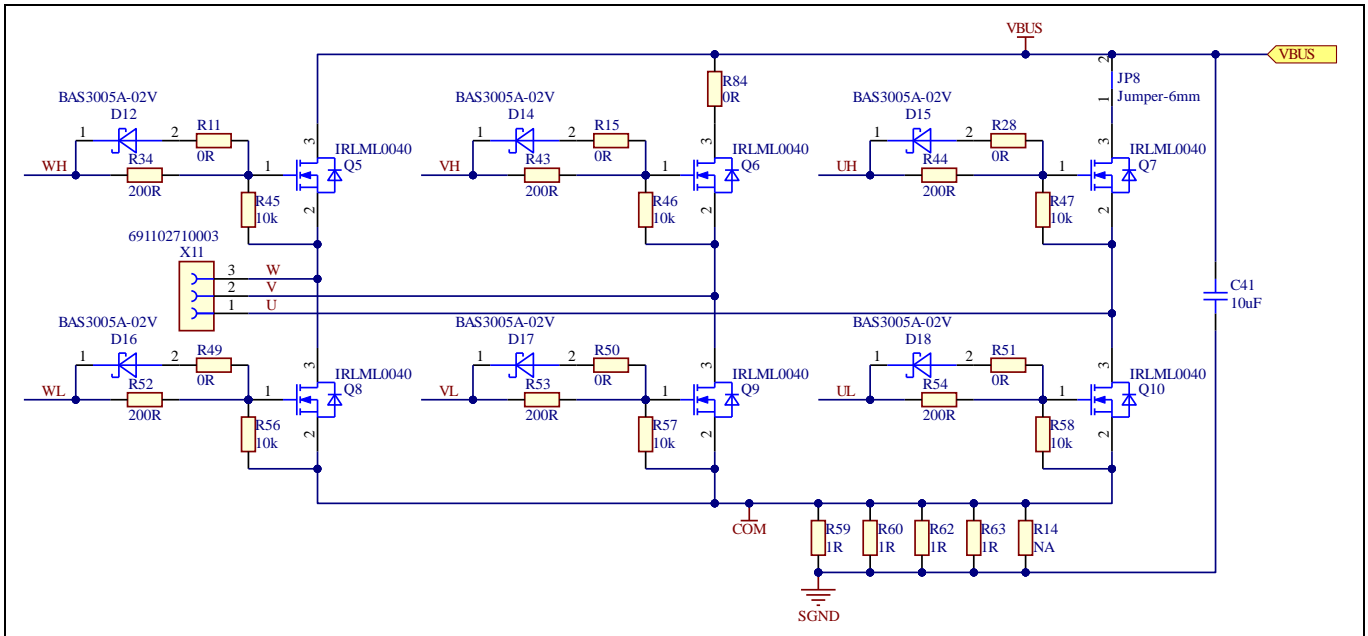 VBUS
VBUS
2
JP8
1
Jumper-6mm
R84
0R
BAS3005A-02V
D12
1
2
R11
0R
3
IRLML0040
Q5
WH
R34
200R
1
R45
10k
2
BAS3005A-02V
D14
1
2
R15
0R
3
IRLML0040
Q6
VH
R43
200R
1
R46
10k
2
BAS3005A-02V
D15
1
2
R28
0R
3
IRLML0040
Q7
UH
R44
200R
1
R47
10k
2
691102710003
X11
3
W
2
V
1
U
C41
10uF
BAS3005A-02V
D16
1
2
R49
0R
3
IRLML0040
Q8
WL
R52
200R
1
R56
10k
2
BAS3005A-02V
D17
1
2
R50
0R
3
IRLML0040
Q9
VL
R53
200R
1
R57
10k
2
BAS3005A-02V
D18
1
2
R51
0R
3
IRLML0040
Q10
UL
R54
200R
1
R58
10k
2
COM
R59
1R
R60
1R
R62
1R
R63
1R
R14
NA
SGND